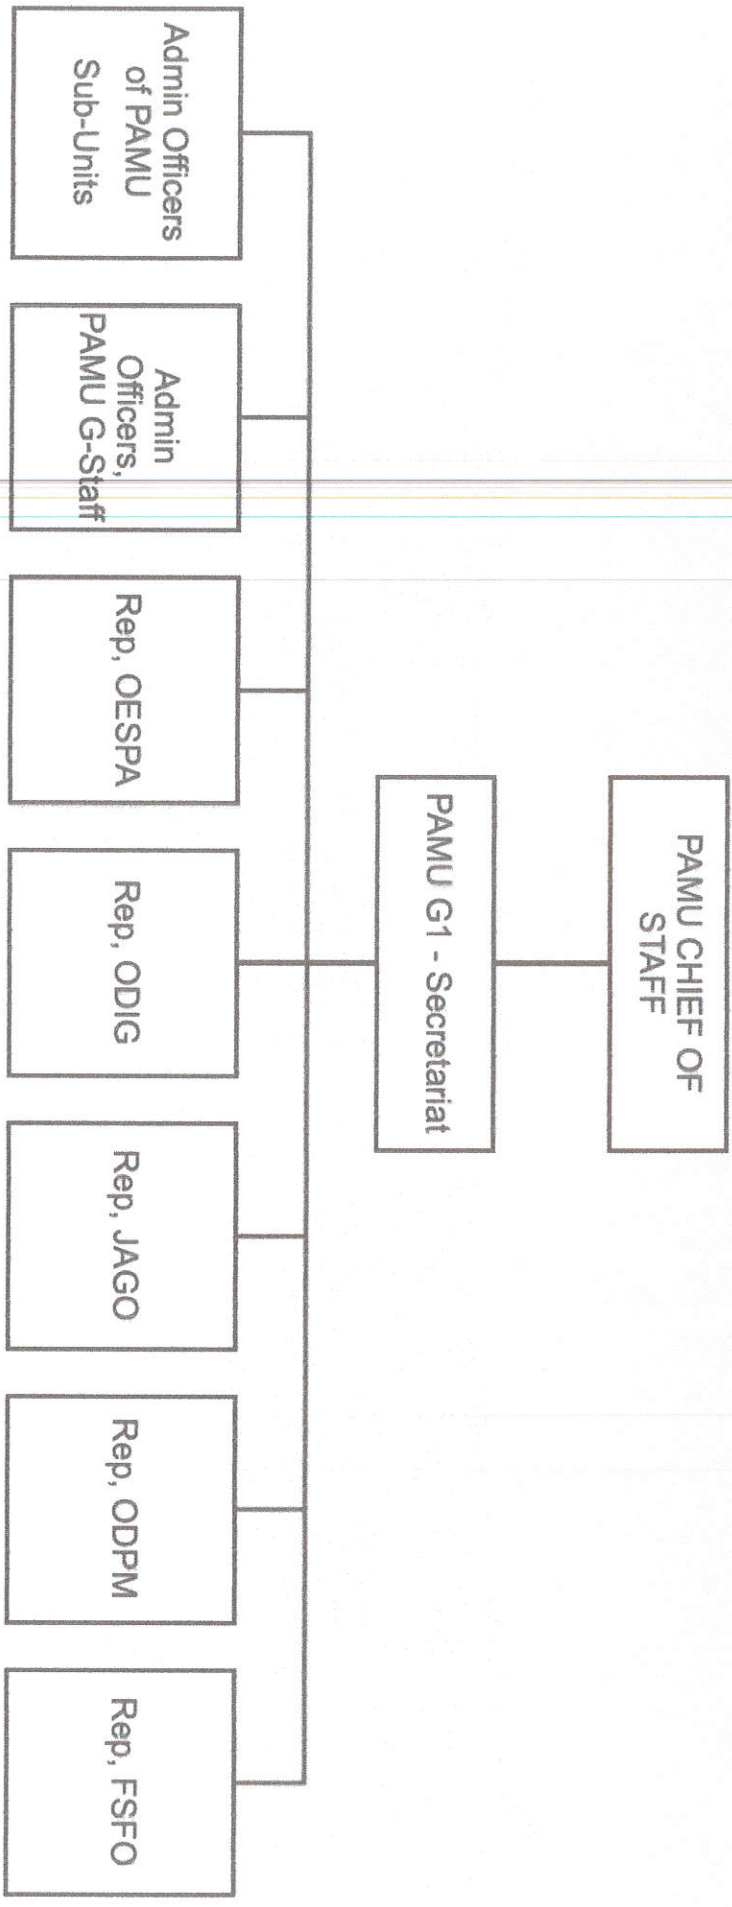 PAMU CHIEF OF
STAFF
PAMU G1 - Secretariat
Admin Officers
of PAMU
Sub-Units
Admin
Officers,
PAMU G-Staff
Rep, OESPA
Rep, ODIG
Rep, JAGO
Rep, ODPM
Rep, FSFO